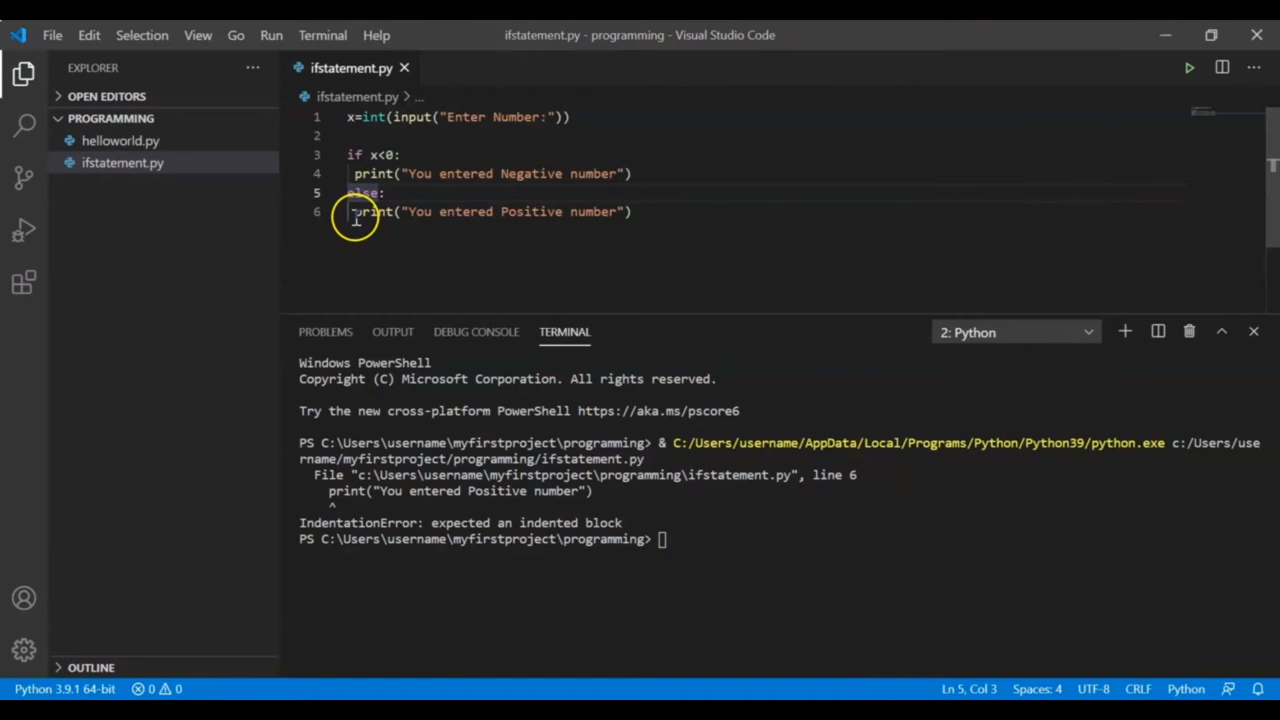 File Edit Selection View Go Run Terminal Help ifstatement.py - programming - Visual Studio Code
EXPLORER
OPEN EDITORS
PROGRAMMING
helloworld.py
ifstatement.py
OUTLINE
ifstatement.py
ifstatement.py > ...
1 x=int(input("Enter Number:"))
2
3 if x<0:
4 print("You entered Negative number")
5 else:
6 print("You entered Positive number")
PROBLEMS OUTPUT DEBUG CONSOLE TERMINAL 2: Python
Windows PowerShell
Copyright (C) Microsoft Corporation. All rights reserved.
Try the new cross-platform PowerShell https://aka.ms/pscore6
PS C:\Users\username\myfirstproject\programming> & C:/Users/username/AppData/Local/Programs/Python/Python39/python.exe c:/Users/use
rname/myfirstproject/programming/ifstatement.py
File "c:\Users\username\myfirstproject\programming\ifstatement.py", line 6
print("You entered Positive number")
^
IndentationError: expected an indented block
PS C:\Users\username\myfirstproject\programming>
Python 3.9.1 64-bit 0 0 Ln 5, Col 3 Spaces: 4 UTF-8 CRLF Python